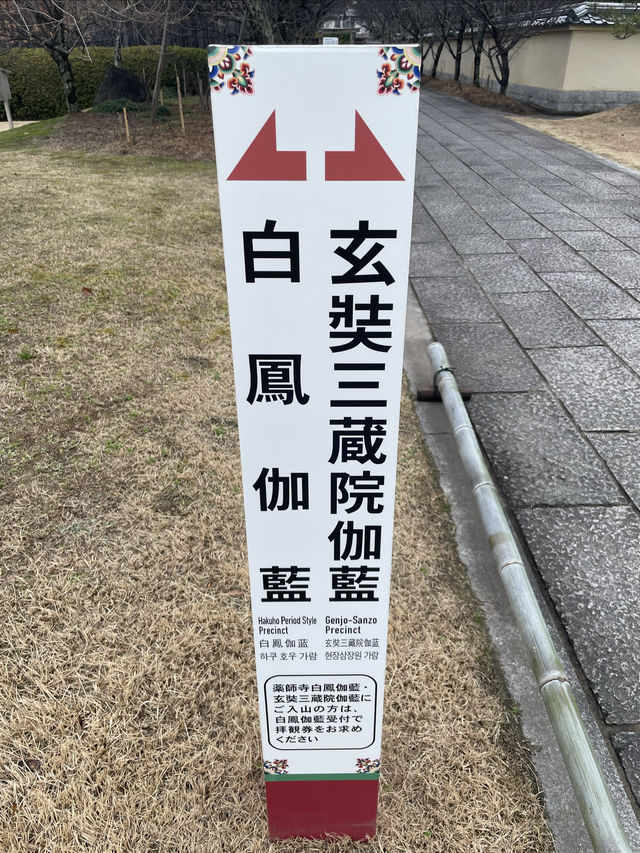 玄奘三蔵院伽藍
白鳳伽藍
Hakuho Period Style
Precinct
白鳳伽蓝
하쿠 호우 가람
Genjo-Sanzo
Precinct
玄奘三藏院伽蓝
현장삼장원 가람
薬師寺白鳳伽藍・
玄奘三蔵院伽藍に
ご入山の方は、
白鳳伽藍受付で
拝観券をお求め
ください